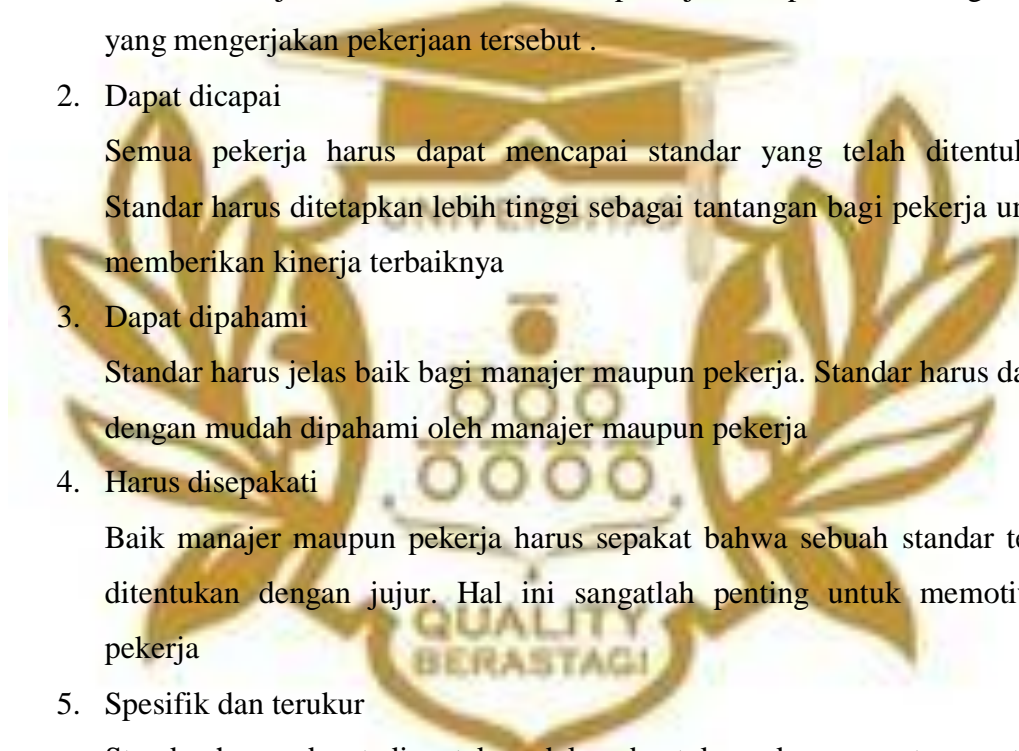 yang mengerjakan pekerjaan tersebut .
2. Dapat dicapai
Semua pekerja harus dapat mencapai standar yang telah
Standar harus ditetapkan lebih tinggi sebagai tantangan bagi pekerja
memberikan kinerja terbaiknya
3. Dapat dipahami
Standar harus jelas baik bagi manajer maupun pekerja. Standar harus
dengan mudah dipahami oleh manajer maupun pekerja
4. Harus disepakati
Baik manajer maupun pekerja harus sepakat bahwa sebuah standar
ditentukan dengan jujur. Hal ini sangatlah penting untuk
pekerja
5. Spesifik dan terukur
UNIVERSITAS
QUALITY
BERASTAGI